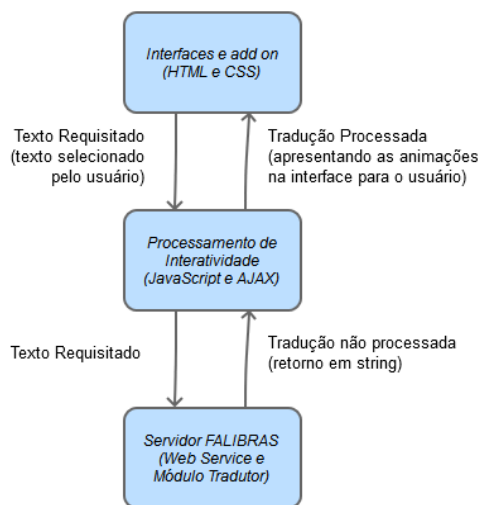 Interfaces e add on
(HTML e CSS)
Texto Requisitado
(texto selecionado
pelo usuário)
Tradução Processada
(apresentando as animações
na interface para o usuário)
Processamento de
Interatividade
(JavaScript e AJAX)
Texto Requisitado
Tradução não processada
(retorno em string)
Servidor FALIBRAS
(Web Service e
Módulo Tradutor)